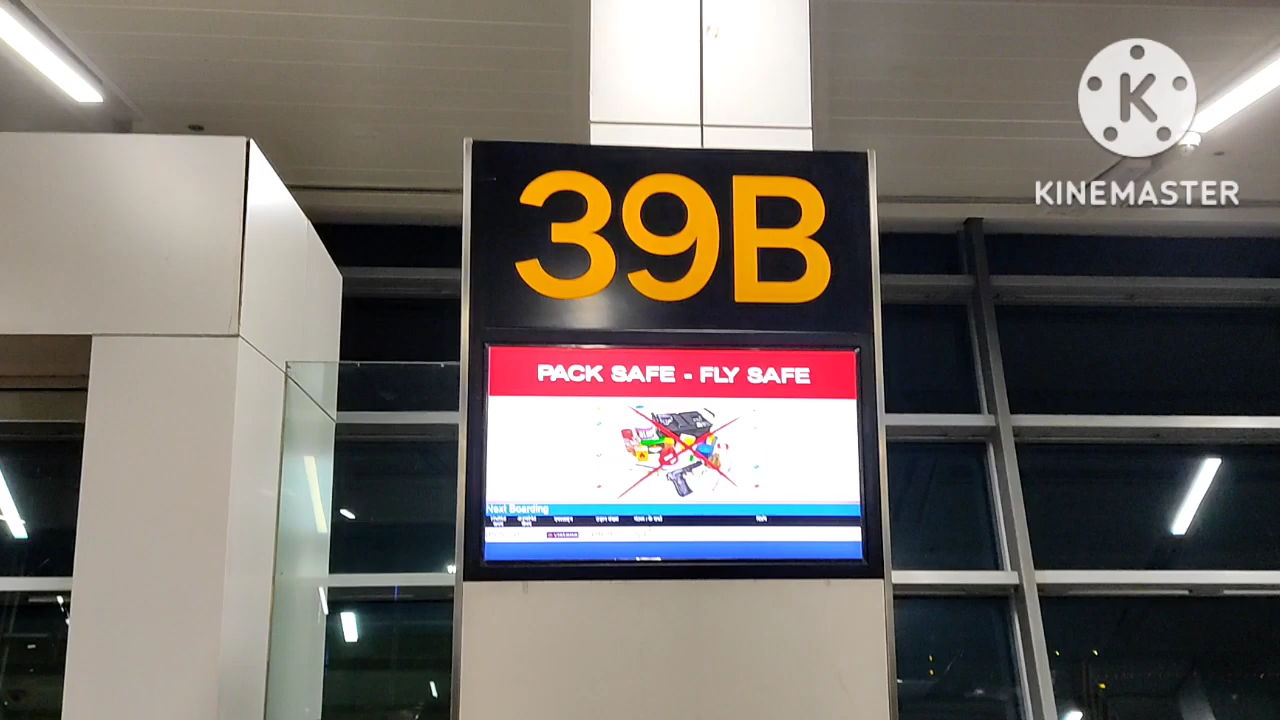 K
KINEMASTER
39B
PACK SAFE - FLY SAFE
Next Boarding